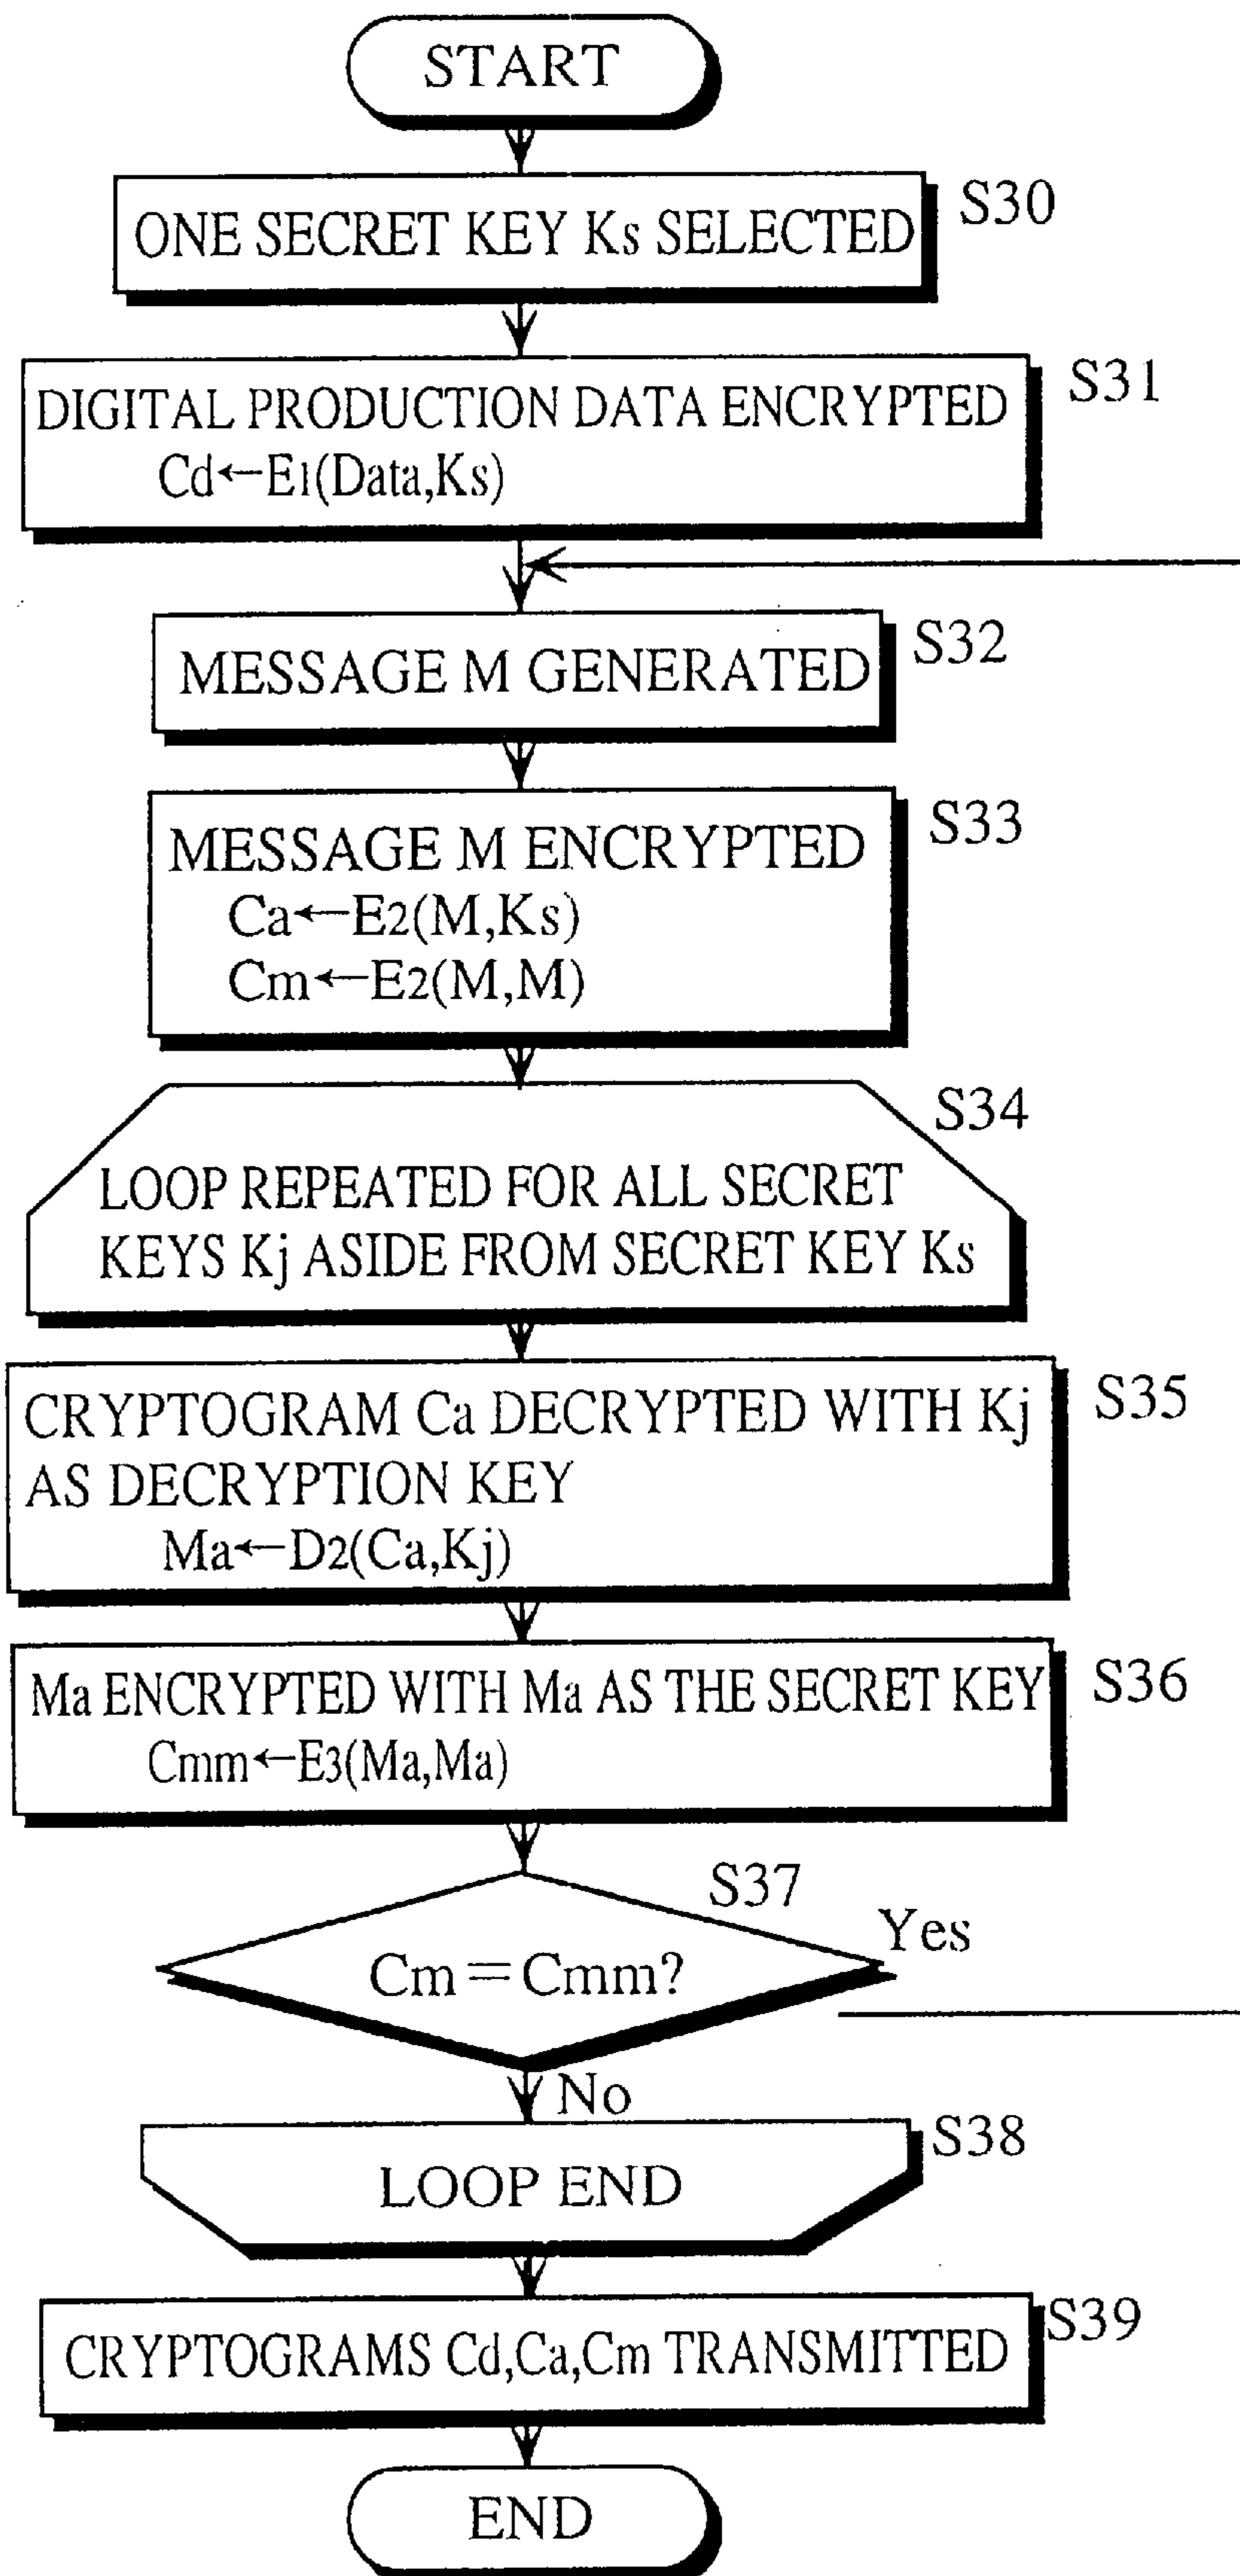 START
ONE SECRET KEY Ks SELECTED
S30
DIGITAL PRODUCTION DATA ENCRYPTED
Cd←E1(Data,Ks)
S31
MESSAGE M GENERATED
S32
MESSAGE M ENCRYPTED
Ca←E2(M,Ks)
Cm←E2(M,M)
S33
S34
LOOP REPEATED FOR ALL SECRET
KEYS Kj ASIDE FROM SECRET KEY Ks
CRYPTOGRAM Ca DECRYPTED WITH Kj
AS DECRYPTION KEY
Ma←D2(Ca,Kj)
S35
Ma ENCRYPTED WITH Ma AS THE SECRET KEY
Cmm←E3(Ma,Ma)
S36
S37
Cm=Cmm?
Yes
No
LOOP END
S38
CRYPTOGRAMS Cd,Ca,Cm TRANSMITTED
S39
END